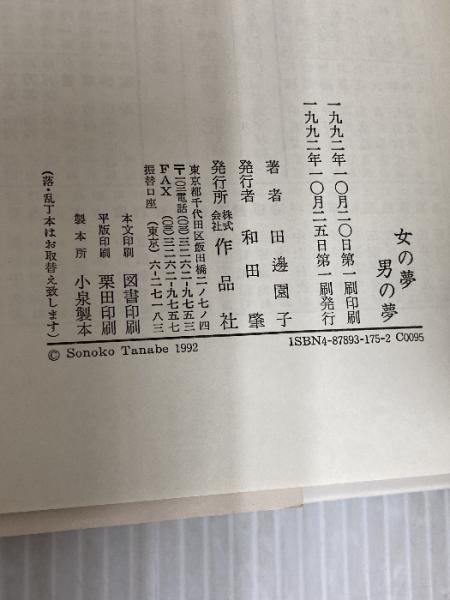 女の夢 男の夢
一九九二年一〇月二〇日第一刷印刷
一九九二年一〇月二五日第一刷発行
著者 田邊園子
発行者 和田肇
発行所 株式会社 作品社
東京都千代田区飯田橋二ノ七ノ四
〒一〇二電話(〇三)三二六二-九七五三
FAX (〇三)三二六二-九七五七
振替口座 (東京)六-二七一八三
本文印刷 図書印刷
平版印刷 栗田印刷
製本所 小泉製本
(落・乱丁本はお取替え致します)
© Sonoko Tanabe 1992
ISBN4-87893-175-2 C0095